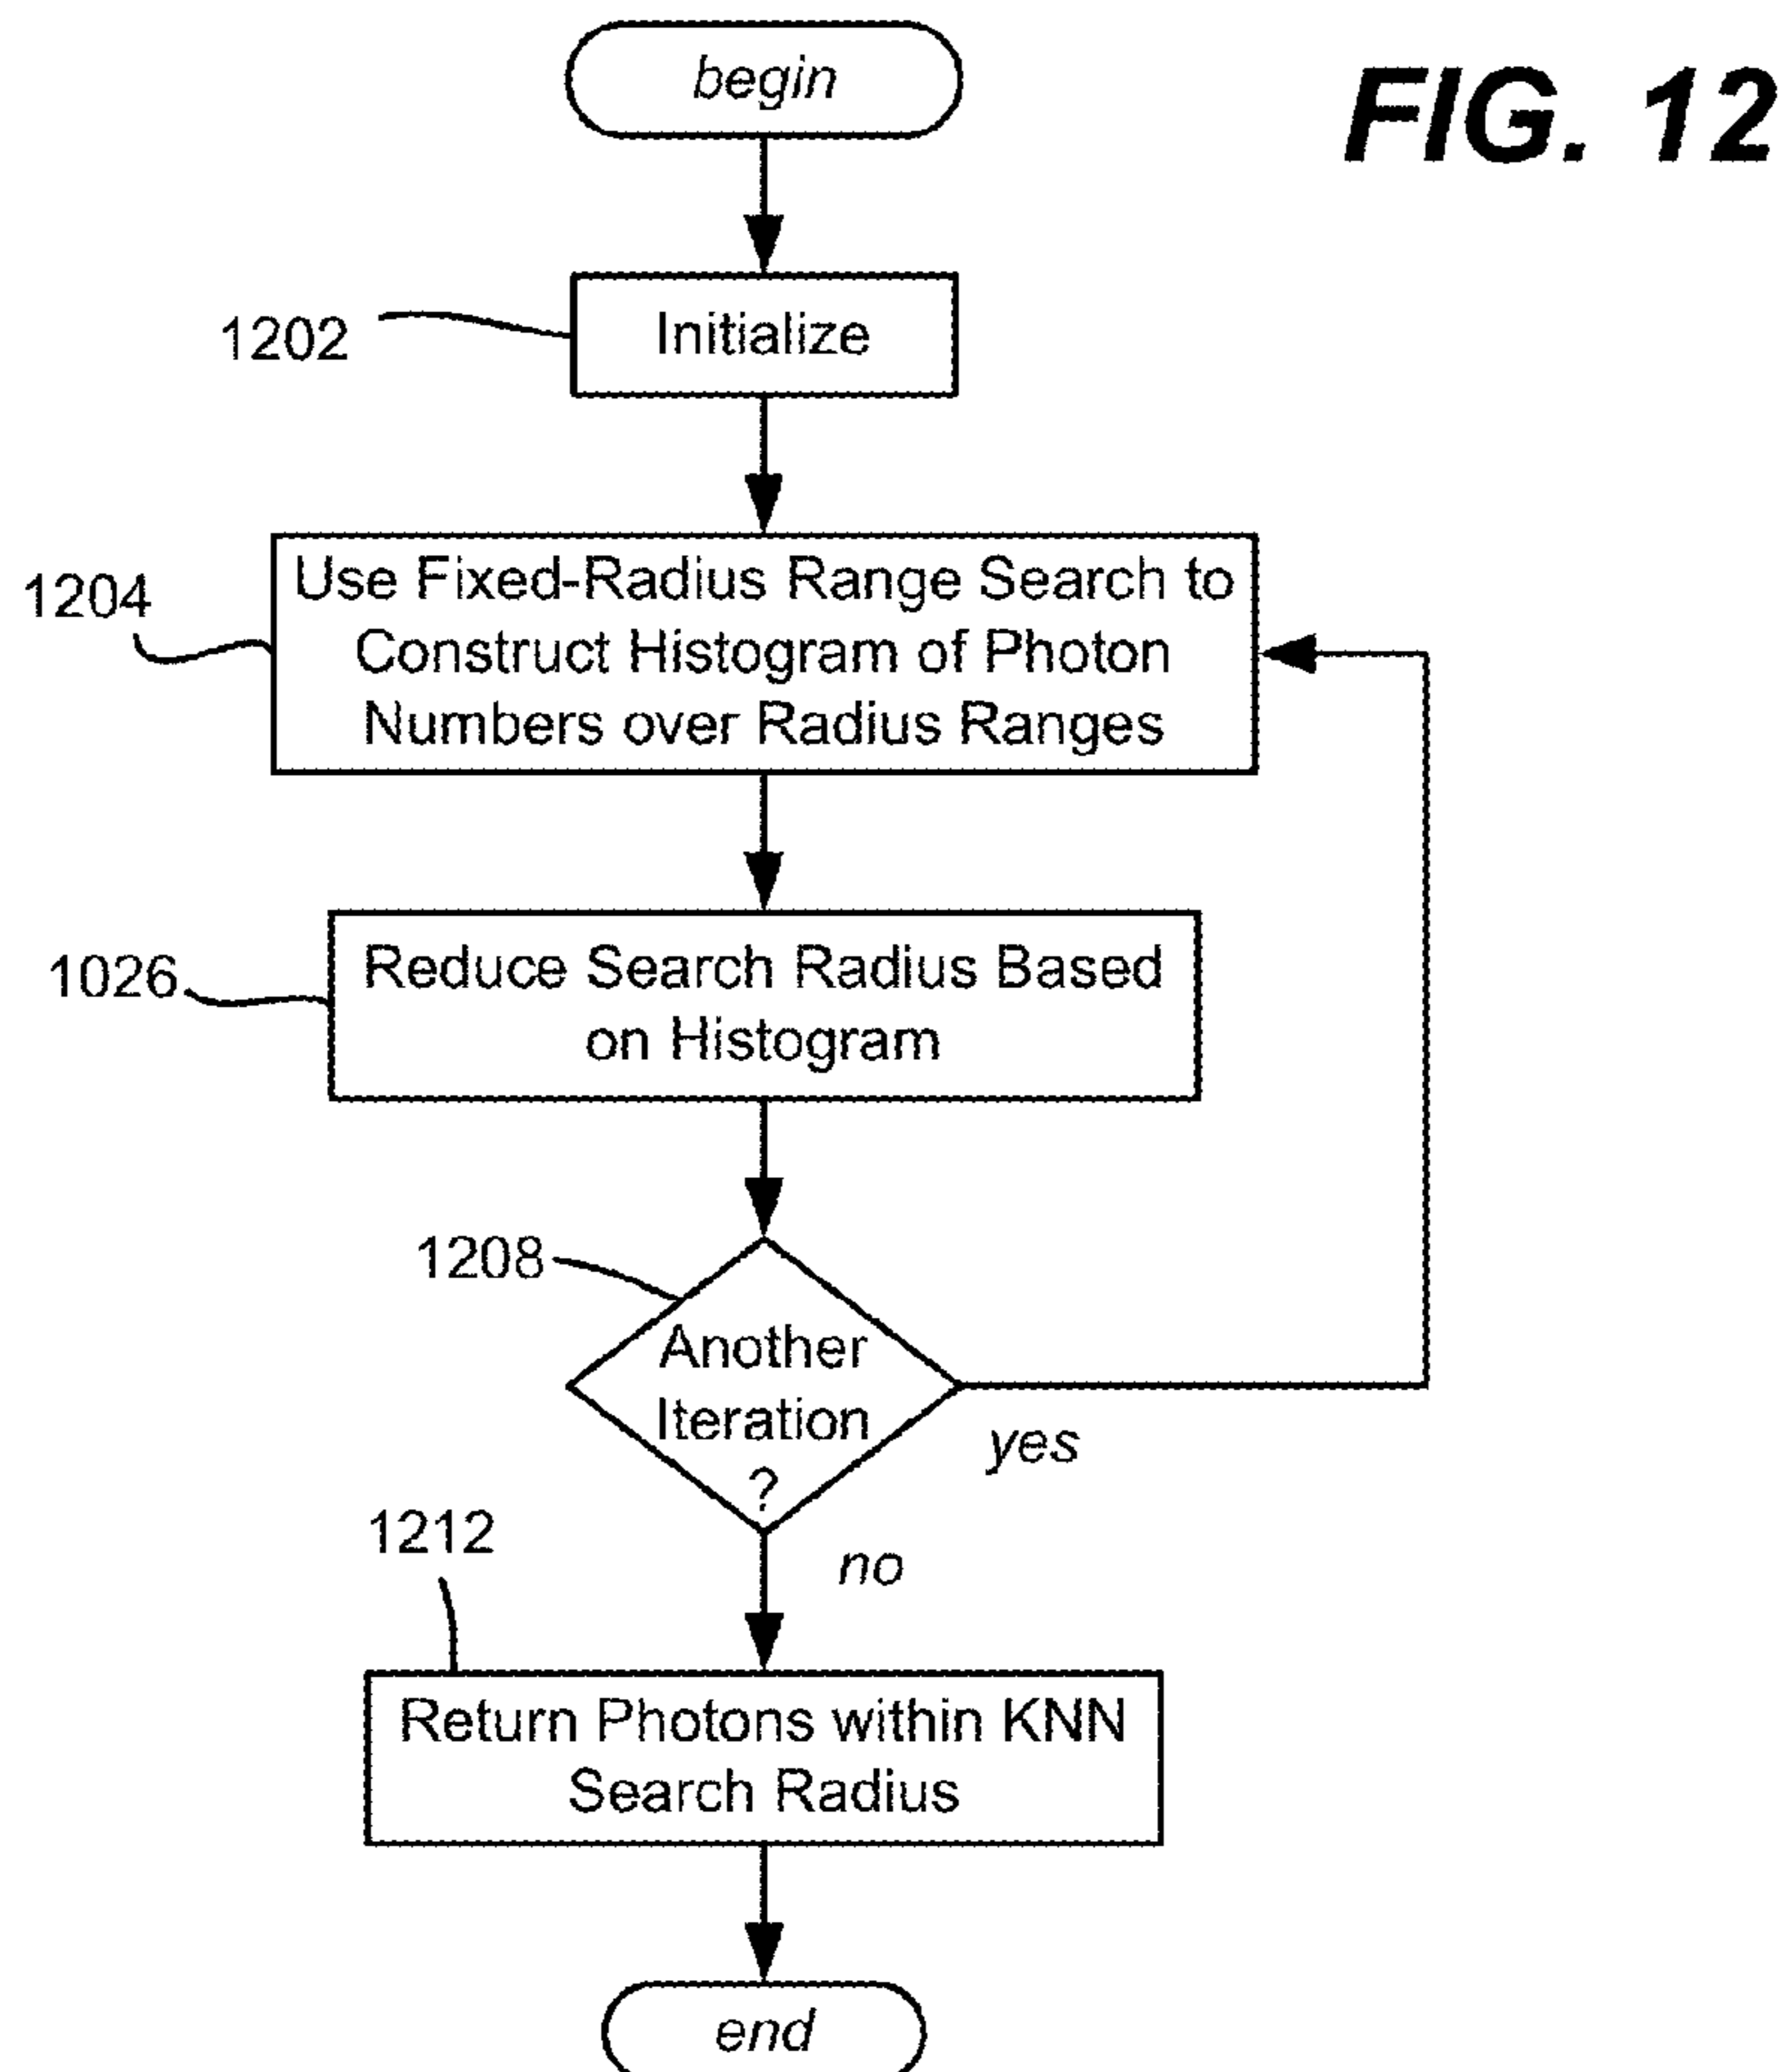 FIG. 12
begin
1202
Initialize
1204
Use Fixed-Radius Range Search to
Construct Histogram of Photon
Numbers over Radius Ranges
1026
Reduce Search Radius Based
on Histogram
1208
Another
Iteration
?
yes
no
1212
Return Photons within KNN
Search Radius
end